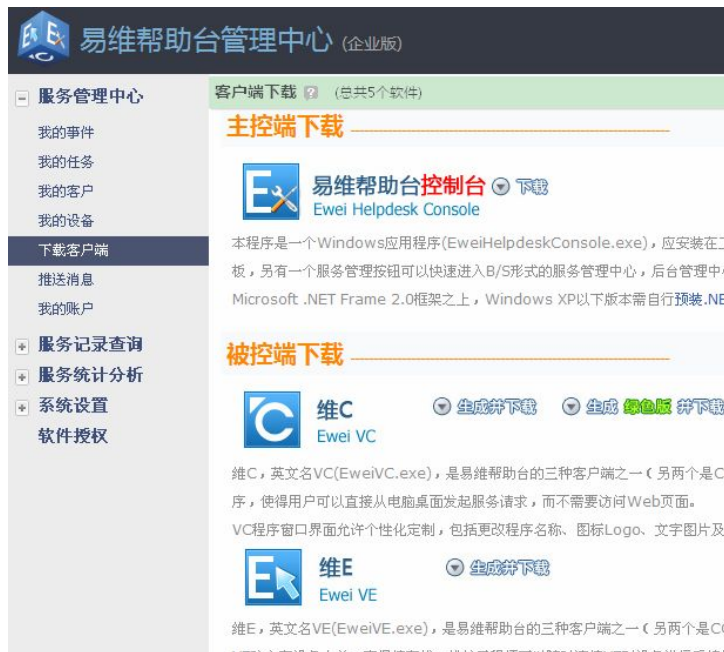 易维帮助台管理中心 (企业版)
服务管理中心
我的事件
我的任务
我的客户
我的设备
下载客户端
推送消息
我的账户
服务记录查询
服务统计分析
系统设置
软件授权
客户端下载 (总共5个软件)
主控端下载
易维帮助台控制台 下载
Ewei Helpdesk Console
本程序是一个Windows应用程序(EweiHelpdeskConsole.exe)，应安装在
板，另有一个服务管理按钮可以快速进入B/S形式的服务管理中心，后台管理中
Microsoft .NET Frame 2.0框架之上，Windows XP以下版本需自行预装.NE
被控端下载
维C 生成并下载 生成 绿色版 并下载
Ewei VC
维C，英文名VC(EweiVC.exe)，是易维帮助台的三种客户端之一( 另两个是C
序，使得用户可以直接从电脑桌面发起服务请求，而不需要访问Web页面。
VC程序窗口界面允许个性化定制，包括更改程序名称、图标Logo、文字图片及
维E 生成并下载
Ewei VE
维E，英文名VE(EweiVE.exe)，是易维帮助台的三种客户端之一( 另两个是C